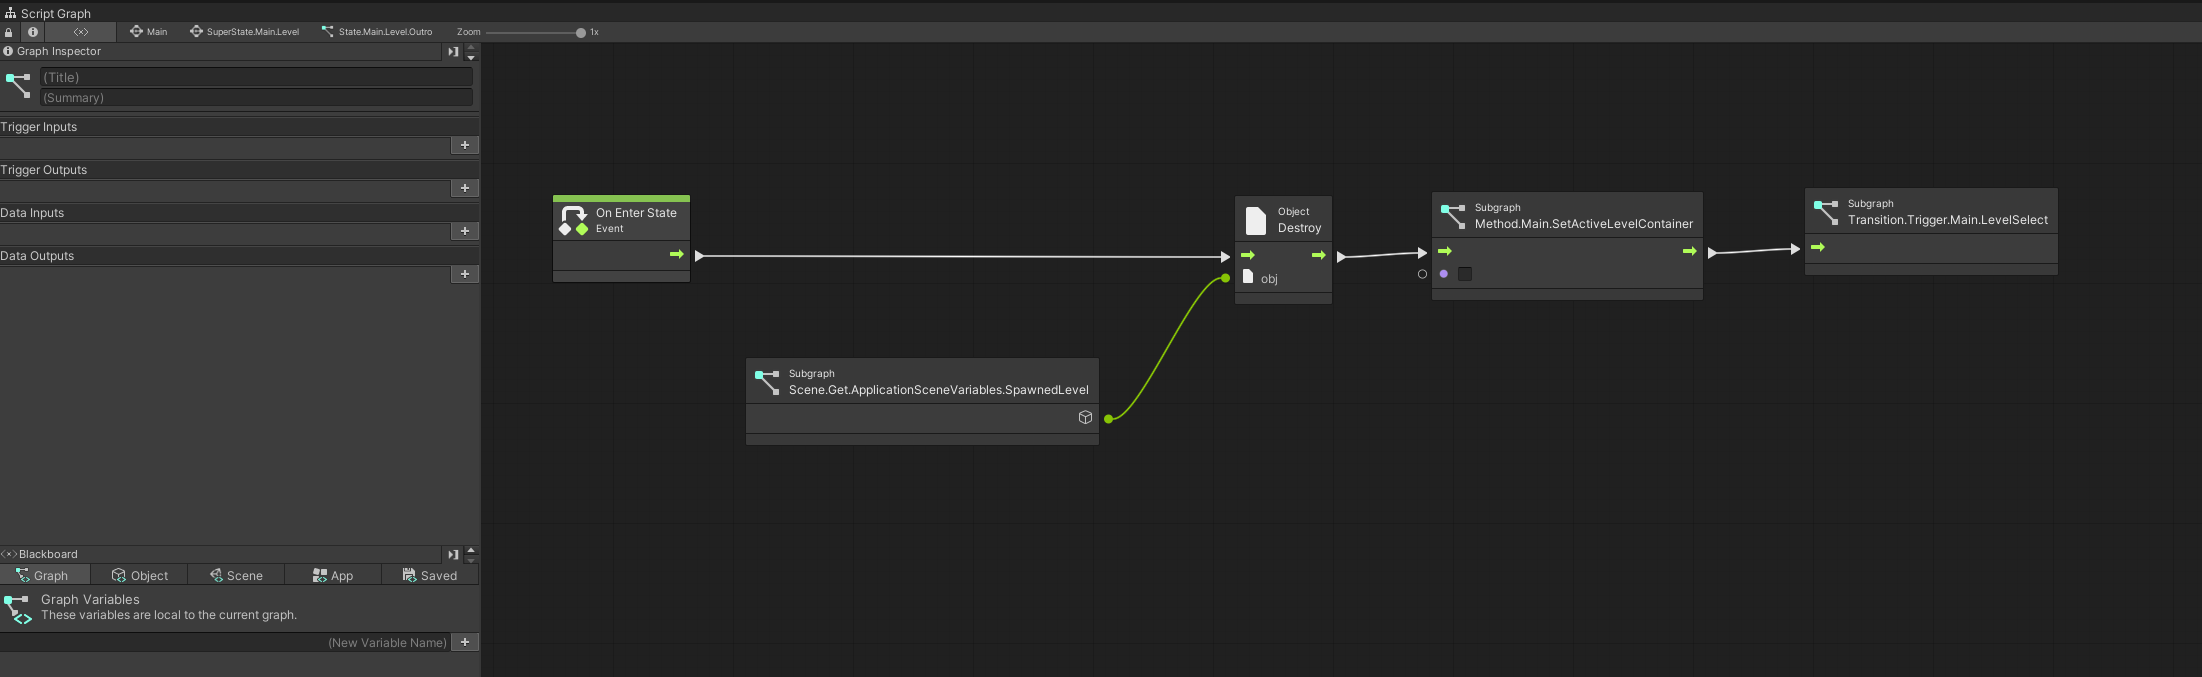 Script Graph
Main
SuperState.Main.Level
State.Main.Level.Outro
Zoom
1x
Graph Inspector
(Title)
(Summary)
Trigger Inputs
Trigger Outputs
Data Inputs
Data Outputs
On Enter State
Event
Subgraph
Scene.Get.ApplicationSceneVariables.SpawnedLevel
Object
Destroy
obj
Subgraph
Method.Main.SetActiveLevelContainer
Subgraph
Transition.Trigger.Main.LevelSelect
Blackboard
Graph
Object
Scene
App
Saved
Graph Variables
These variables are local to the current graph.
(New Variable Name)